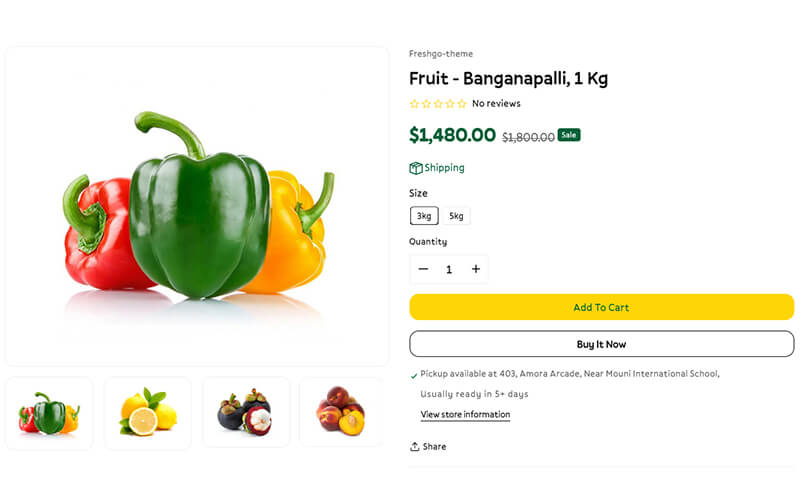 Freshgo-theme
Fruit - Banganapalli, 1 Kg
No reviews
$1,480.00 $1,800.00 Sale
Shipping
Size
3kg 5kg
Quantity
− 1 +
Add To Cart
Buy It Now
Pickup available at 403, Amora Arcade, Near Mouni International School,
Usually ready in 5+ days
View store information
Share